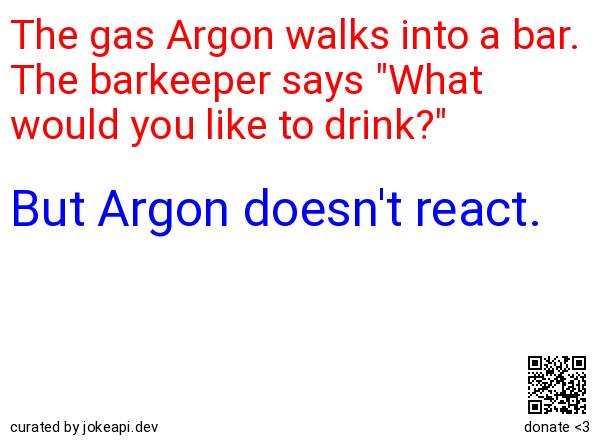 The gas Argon walks into a bar.
The barkeeper says "What
would you like to drink?"
But Argon doesn't react.
curated by jokeapi.dev
donate <3